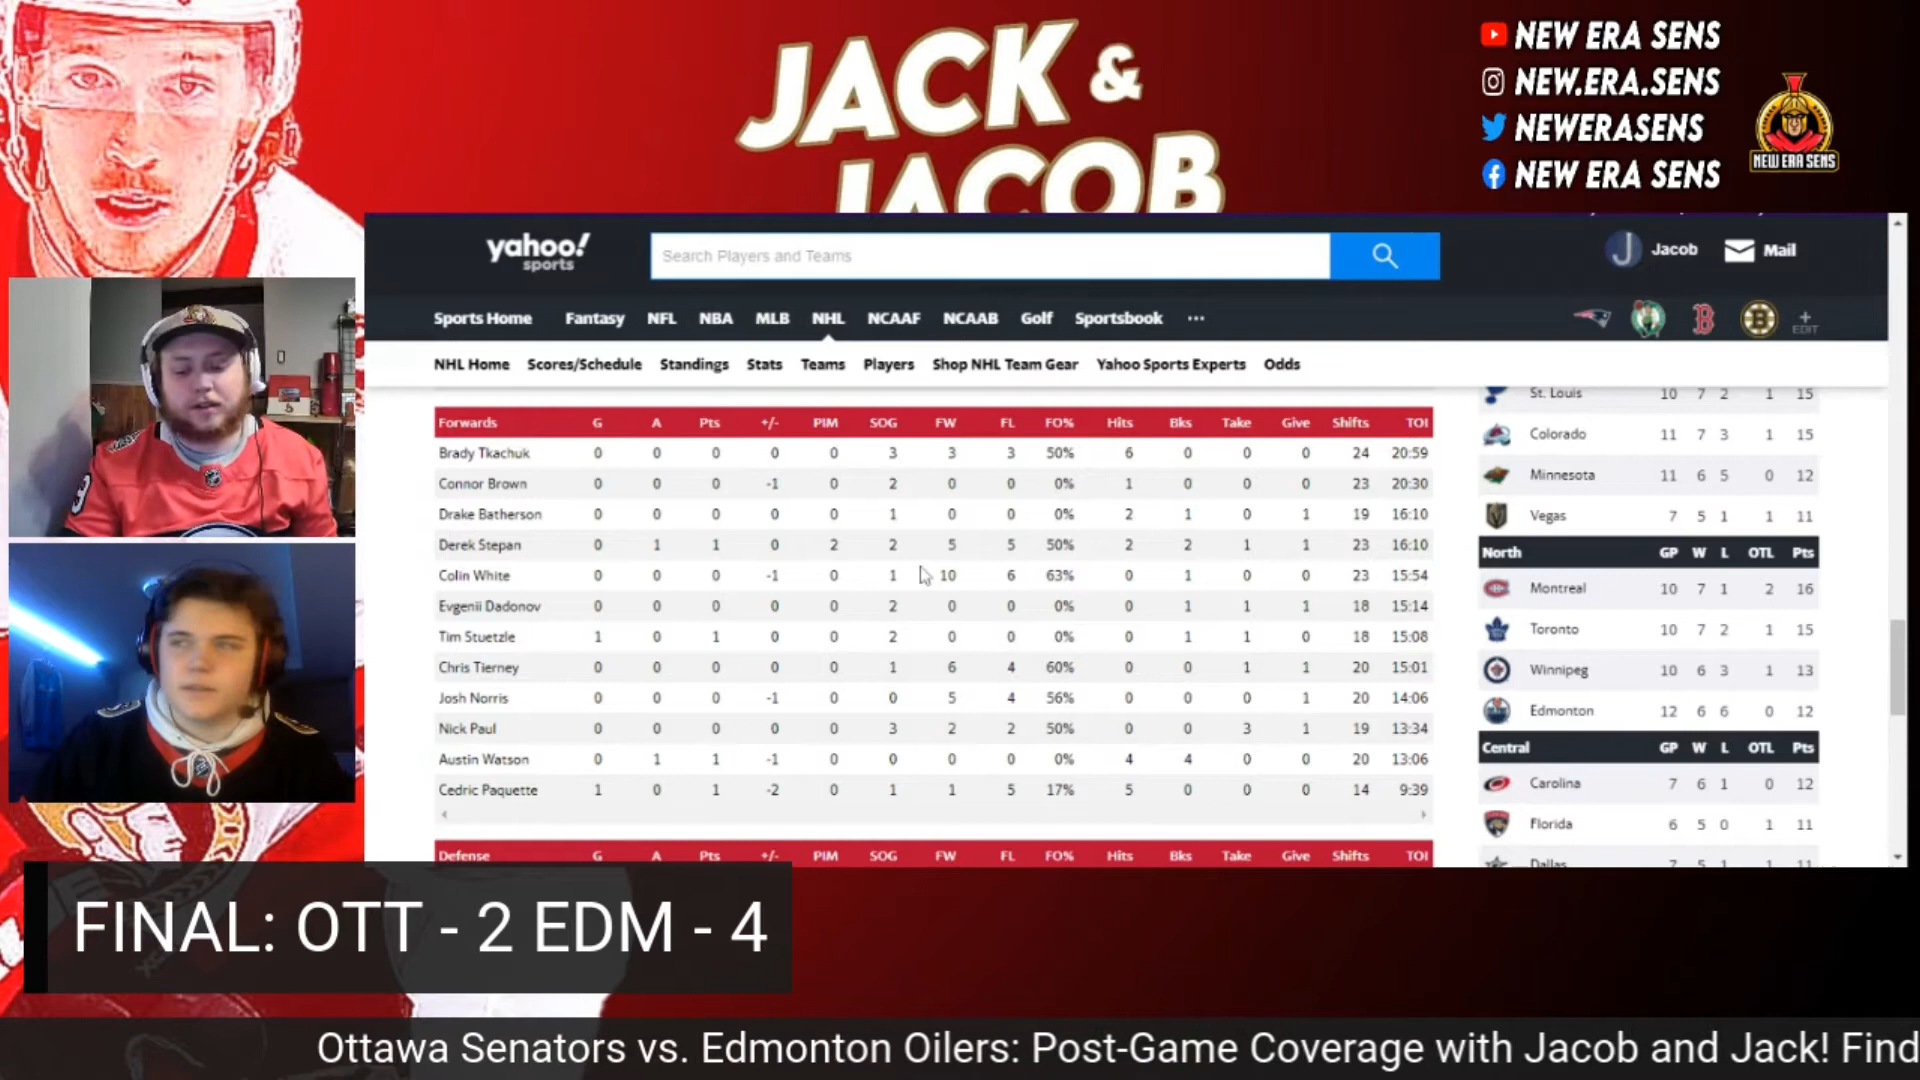 JACK &
JACOB
NEW ERA SENS
NEW.ERA.SENS
NEWERASENS
NEW ERA SENS
NEW ERA SENS
yahoo!
sports
Search Players and Teams
J Jacob Mail
Sports Home Fantasy NFL NBA MLB NHL NCAAF NCAAB Golf Sportsbook ...
B B + EDIT
NHL Home Scores/Schedule Standings Stats Teams Players Shop NHL Team Gear Yahoo Sports Experts Odds
Forwards G A Pts +/- PIM SOG FW FL FO% Hits Bks Take Give Shifts TOI
Brady Tkachuk 0 0 0 0 0 3 3 3 50% 6 0 0 0 24 20:59
Connor Brown 0 0 0 -1 0 2 0 0 0% 1 0 0 0 23 20:30
Drake Batherson 0 0 0 0 0 1 0 0 0% 2 1 0 1 19 16:10
Derek Stepan 0 1 1 0 2 2 5 5 50% 2 2 1 1 23 16:10
Colin White 0 0 0 -1 0 1 10 6 63% 0 1 0 0 23 15:54
Evgenii Dadonov 0 0 0 0 0 2 0 0 0% 0 1 1 1 18 15:14
Tim Stuetzle 1 0 1 0 0 2 0 0 0% 0 1 1 0 18 15:08
Chris Tierney 0 0 0 0 0 1 6 4 60% 0 0 1 1 20 15:01
Josh Norris 0 0 0 -1 0 0 5 4 56% 0 0 0 1 20 14:06
Nick Paul 0 0 0 0 0 3 2 2 50% 0 0 3 1 19 13:34
Austin Watson 0 1 1 -1 0 0 0 0 0% 4 4 0 0 20 13:06
Cedric Paquette 1 0 1 -2 0 1 1 5 17% 5 0 0 0 14 9:39
Defense G A Pts +/- PIM SOG FW FL FO% Hits Bks Take Give Shifts TOI
St. Louis 10 7 2 1 15
Colorado 11 7 3 1 15
Minnesota 11 6 5 0 12
Vegas 7 5 1 1 11
North GP W L OTL Pts
Montreal 10 7 1 2 16
Toronto 10 7 2 1 15
Winnipeg 10 6 3 1 13
Edmonton 12 6 6 0 12
Central GP W L OTL Pts
Carolina 7 6 1 0 12
Florida 6 5 0 1 11
Dallas 7 5 1 1 11
FINAL: OTT - 2 EDM - 4
Ottawa Senators vs. Edmonton Oilers: Post-Game Coverage with Jacob and Jack! Find